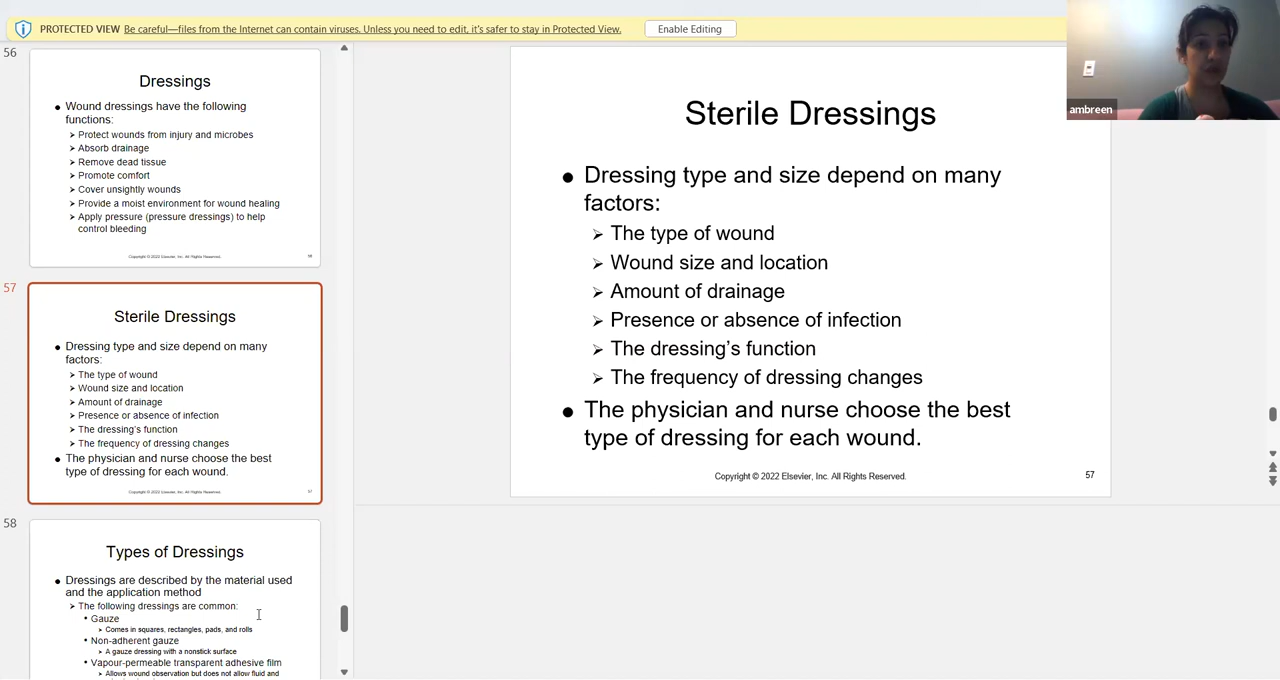 PROTECTED VIEW Be careful—files from the Internet can contain viruses. Unless you need to edit, it's safer to stay in Protected View. Enable Editing
ambreen
56
Dressings
● Wound dressings have the following
functions:
➢ Protect wounds from injury and microbes
➢ Absorb drainage
➢ Remove dead tissue
➢ Promote comfort
➢ Cover unsightly wounds
➢ Provide a moist environment for wound healing
➢ Apply pressure (pressure dressings) to help
control bleeding
Copyright © 2022 Elsevier, Inc. All Rights Reserved.
56
57
Sterile Dressings
● Dressing type and size depend on many
factors:
➢ The type of wound
➢ Wound size and location
➢ Amount of drainage
➢ Presence or absence of infection
➢ The dressing's function
➢ The frequency of dressing changes
● The physician and nurse choose the best
type of dressing for each wound.
Copyright © 2022 Elsevier, Inc. All Rights Reserved.
57
58
Types of Dressings
● Dressings are described by the material used
and the application method
➢ The following dressings are common:
• Gauze
➢ Comes in squares, rectangles, pads, and rolls
• Non-adherent gauze
➢ A gauze dressing with a nonstick surface
• Vapour-permeable transparent adhesive film
➢ Allows wound observation but does not allow fluid and
Sterile Dressings
● Dressing type and size depend on many
factors:
➢ The type of wound
➢ Wound size and location
➢ Amount of drainage
➢ Presence or absence of infection
➢ The dressing's function
➢ The frequency of dressing changes
● The physician and nurse choose the best
type of dressing for each wound.
Copyright © 2022 Elsevier, Inc. All Rights Reserved.
57